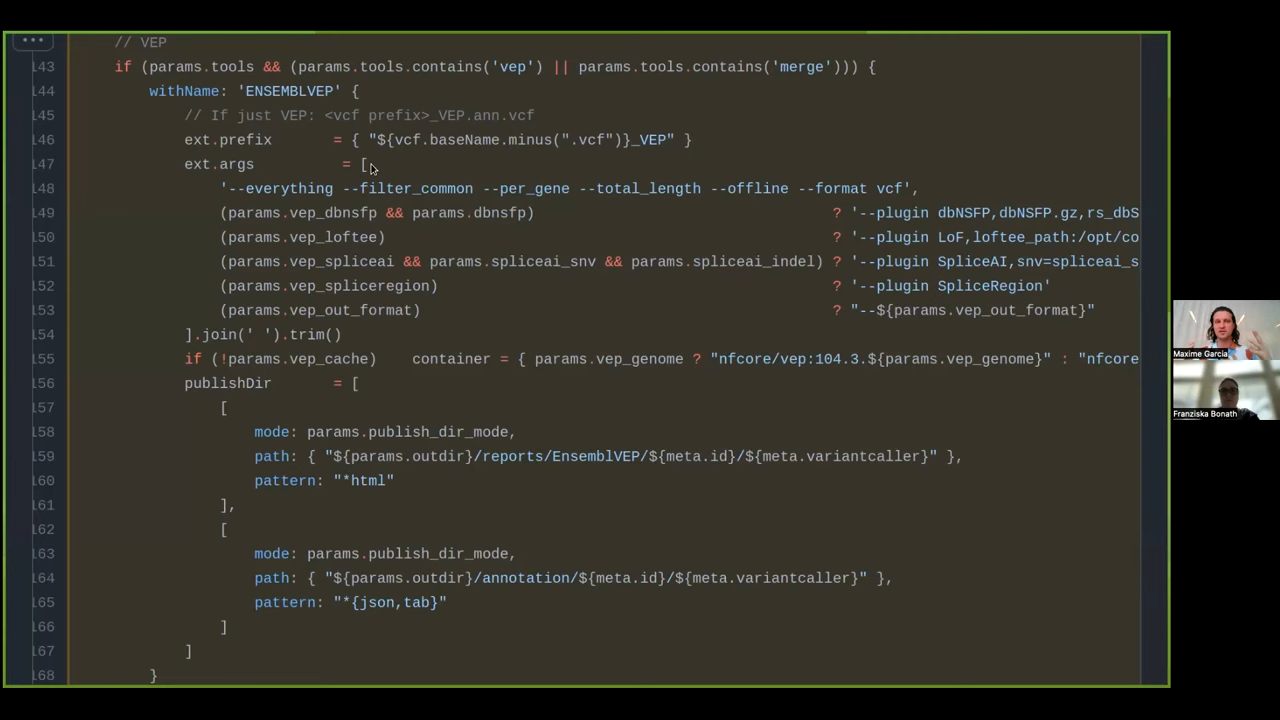 // VEP
143 if (params.tools && (params.tools.contains('vep') || params.tools.contains('merge'))) {
144 withName: 'ENSEMBLVEP' {
145 // If just VEP: <vcf prefix>_VEP.ann.vcf
146 ext.prefix = { "${vcf.baseName.minus(".vcf")}_VEP" }
147 ext.args = [
148 '--everything --filter_common --per_gene --total_length --offline --format vcf',
149 (params.vep_dbnsfp && params.dbnsfp) ? '--plugin dbNSFP,dbNSFP.gz,rs_dbS
150 (params.vep_loftee) ? '--plugin LoF,loftee_path:/opt/co
151 (params.vep_spliceai && params.spliceai_snv && params.spliceai_indel) ? '--plugin SpliceAI,snv=spliceai_s
152 (params.vep_spliceregion) ? '--plugin SpliceRegion'
153 (params.vep_out_format) ? "--${params.vep_out_format}"
154 ].join(' ').trim()
155 if (!params.vep_cache) container = { params.vep_genome ? "nfcore/vep:104.3.${params.vep_genome}" : "nfcore
156 publishDir = [
157 [
158 mode: params.publish_dir_mode,
159 path: { "${params.outdir}/reports/EnsemblVEP/${meta.id}/${meta.variantcaller}" },
160 pattern: "*html"
161 ],
162 [
163 mode: params.publish_dir_mode,
164 path: { "${params.outdir}/annotation/${meta.id}/${meta.variantcaller}" },
165 pattern: "*{json,tab}"
166 ]
167 ]
168 }
Maxime Garcia
Franziska Bonath